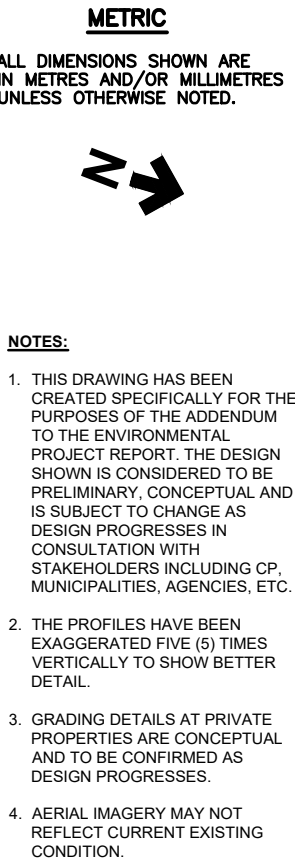 METRIC
ALL DIMENSIONS SHOWN ARE
IN METRES AND/OR MILLIMETRES
UNLESS OTHERWISE NOTED.
N
NOTES:
1. THIS DRAWING HAS BEEN
CREATED SPECIFICALLY FOR THE
PURPOSES OF THE ADDENDUM
TO THE ENVIRONMENTAL
PROJECT REPORT. THE DESIGN
SHOWN IS CONSIDERED TO BE
PRELIMINARY, CONCEPTUAL AND
IS SUBJECT TO CHANGE AS
DESIGN PROGRESSES IN
CONSULTATION WITH
STAKEHOLDERS INCLUDING CP,
MUNICIPALITIES, AGENCIES, ETC.
2. THE PROFILES HAVE BEEN
EXAGGERATED FIVE (5) TIMES
VERTICALLY TO SHOW BETTER
DETAIL.
3. GRADING DETAILS AT PRIVATE
PROPERTIES ARE CONCEPTUAL
AND TO BE CONFIRMED AS
DESIGN PROGRESSES.
4. AERIAL IMAGERY MAY NOT
REFLECT CURRENT EXISTING
CONDITION.